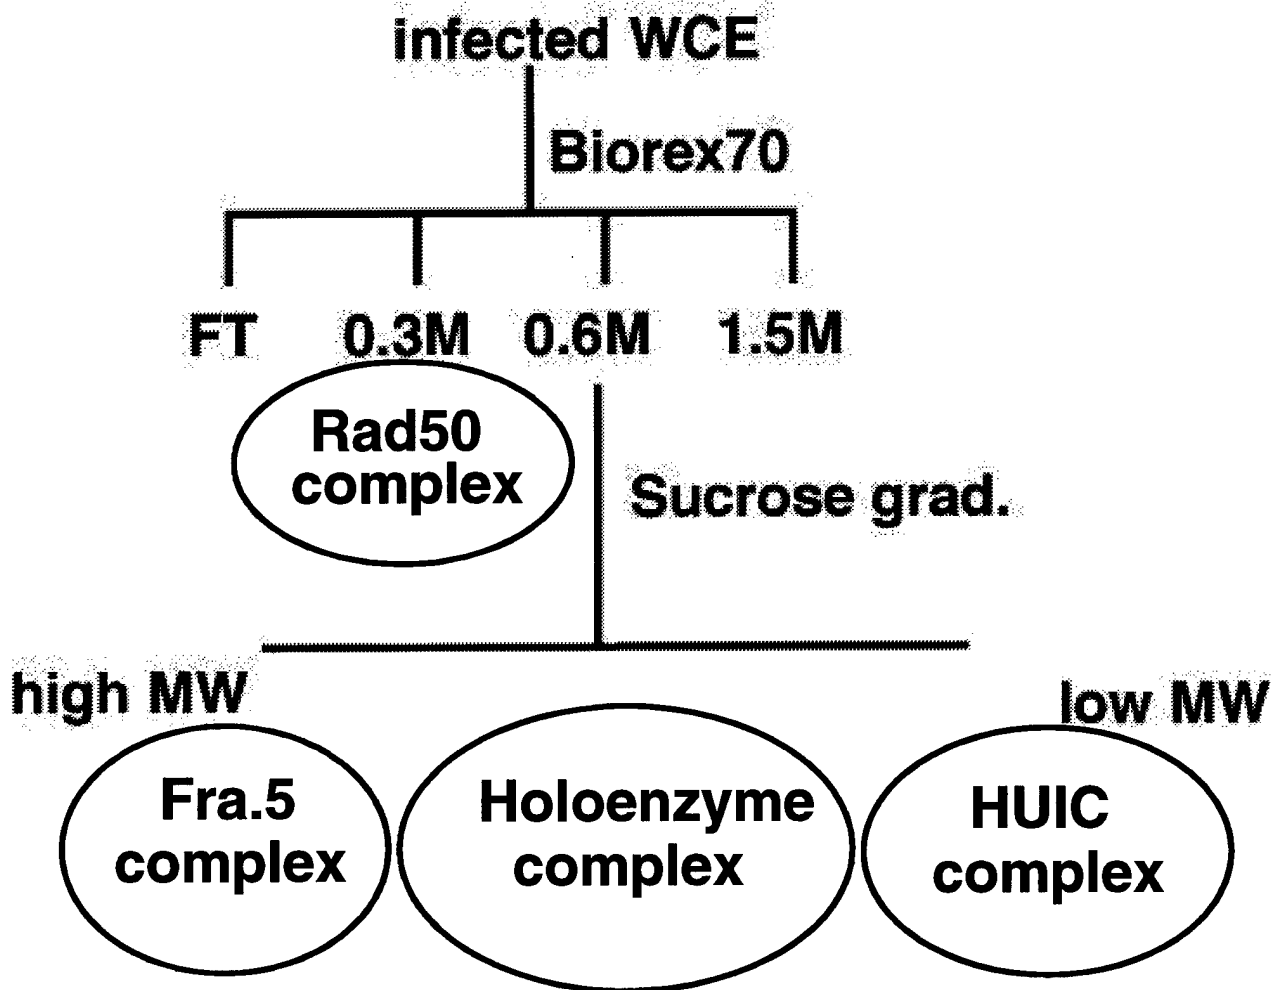 infected WCE
Biorex70
FT 0.3M 0.6M 1.5M
Rad50
complex
Sucrose grad.
high MW
low MW
Fra.5
complex
Holoenzyme
complex
HUIC
complex